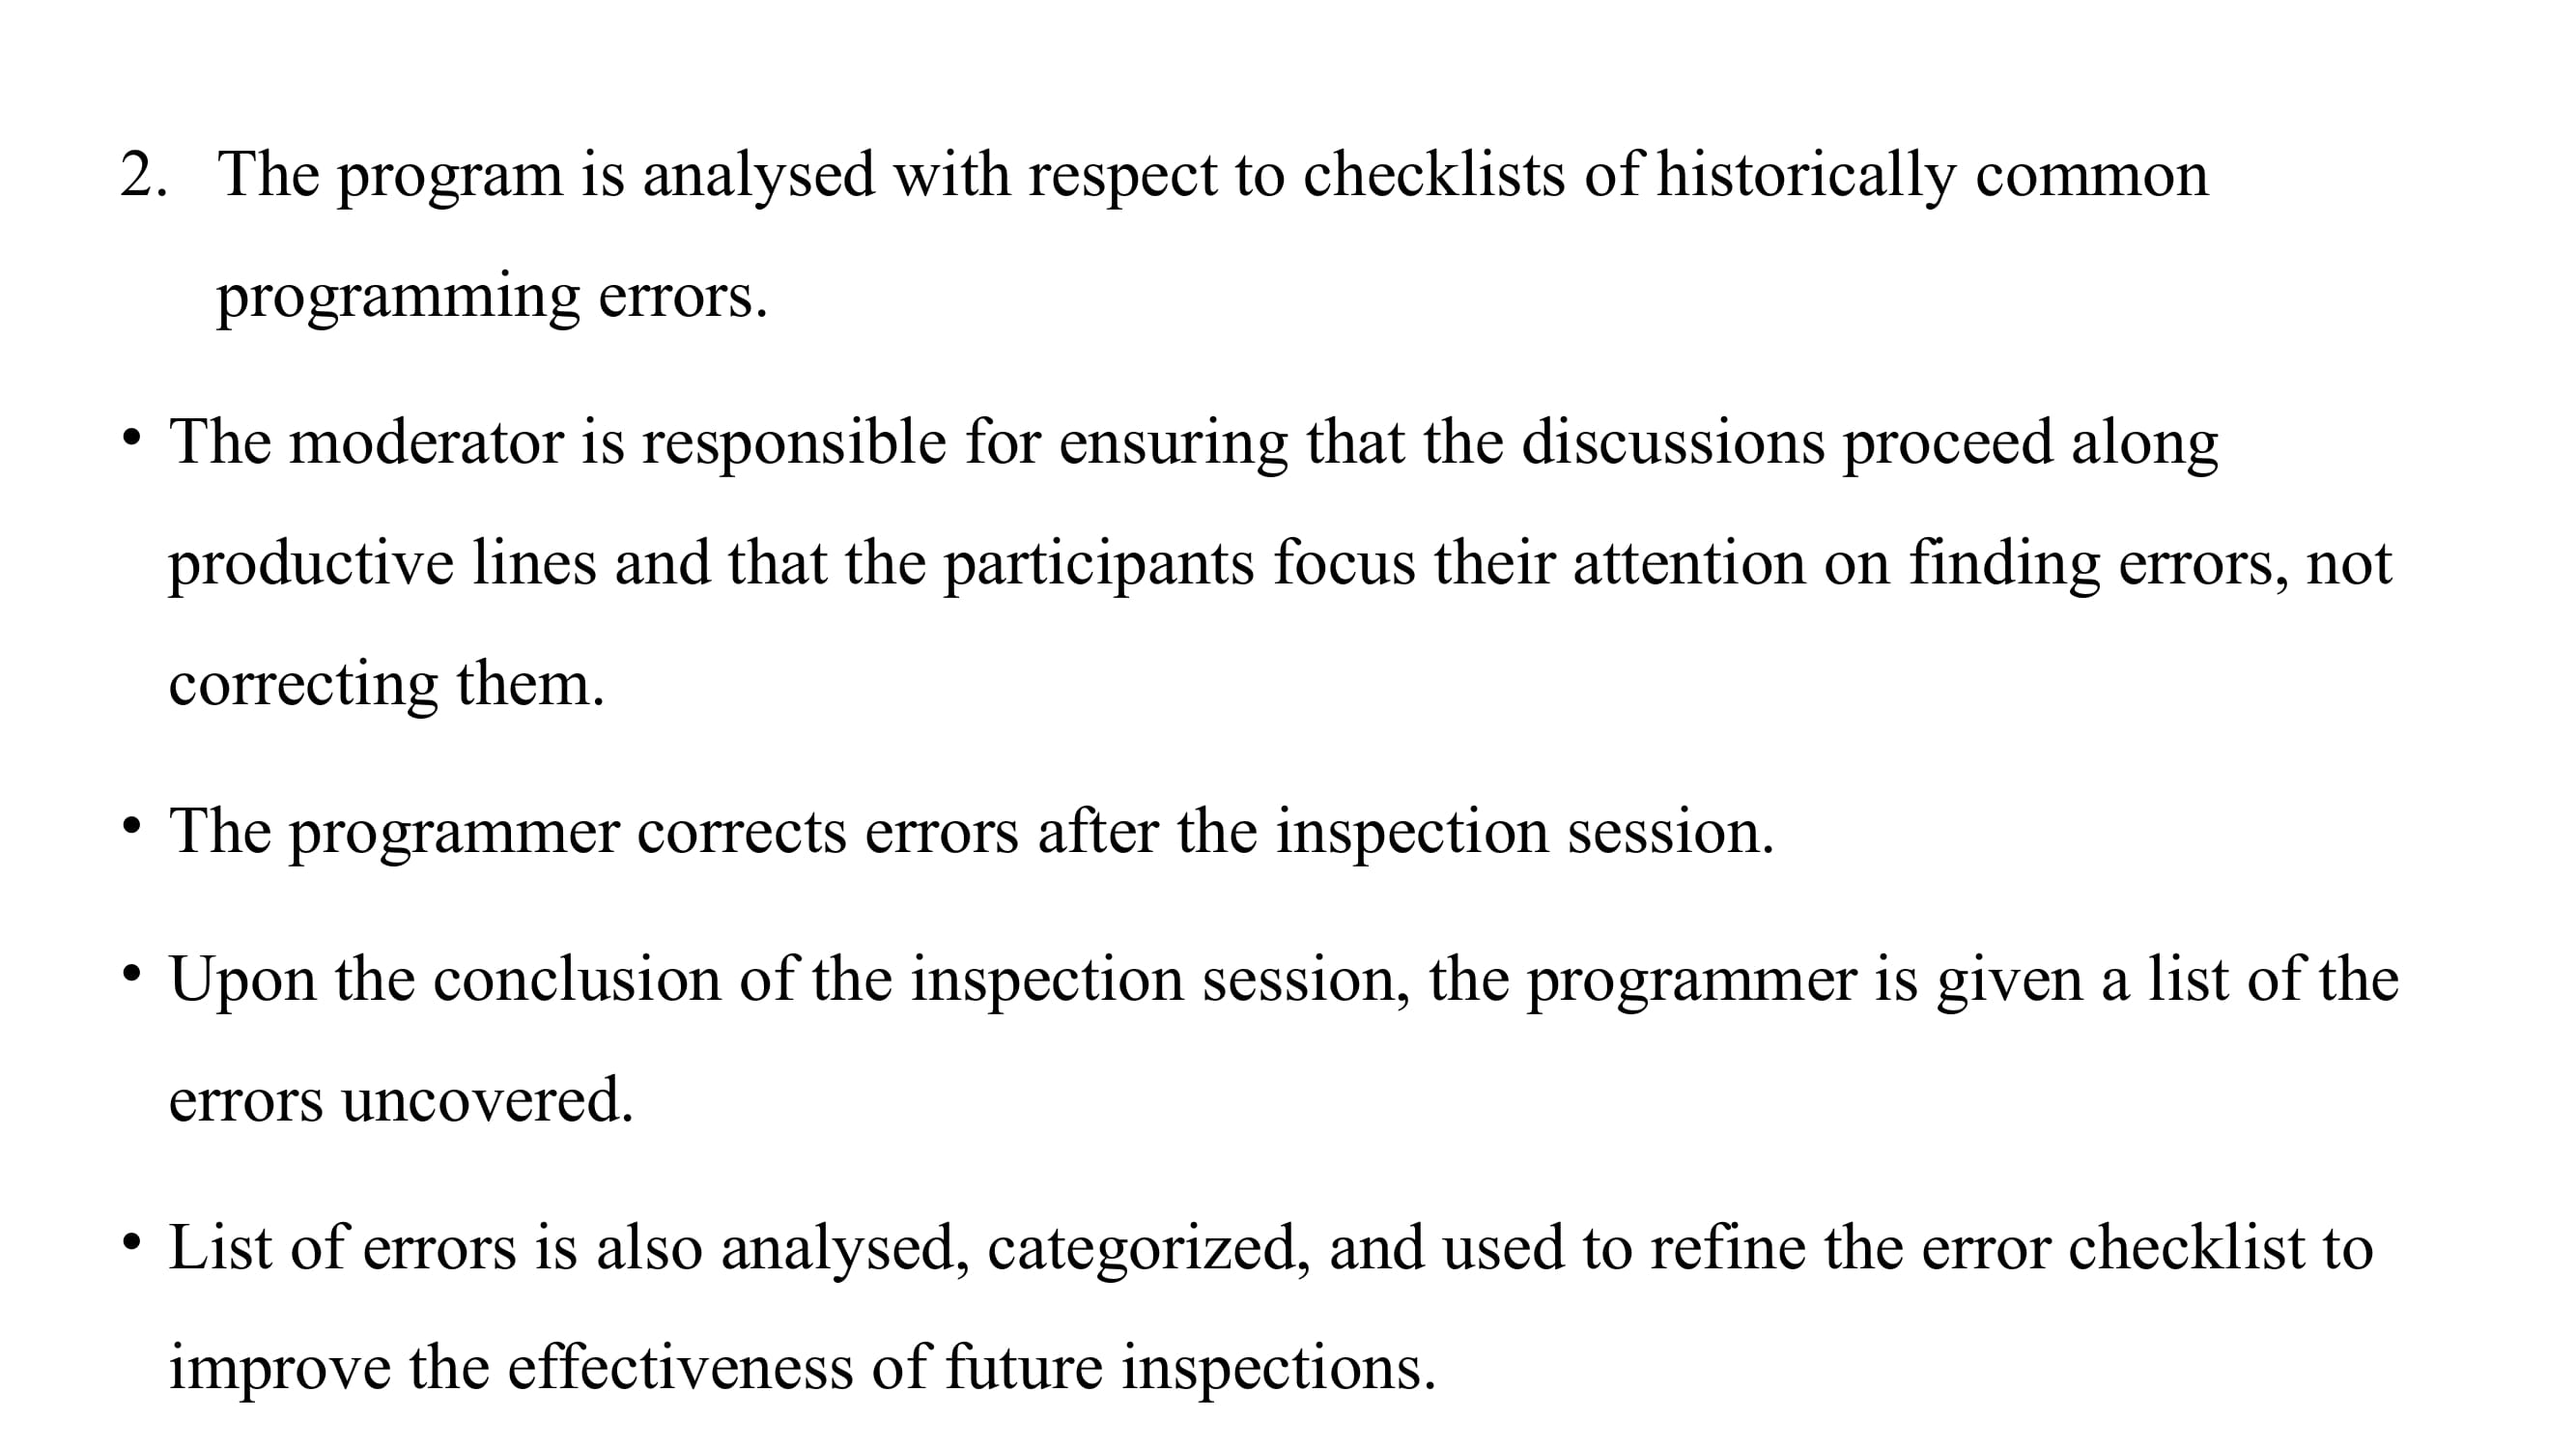 2. The program is analysed with respect to checklists of historically common
programming errors.
• The moderator is responsible for ensuring that the discussions proceed along
productive lines and that the participants focus their attention on finding errors, not
correcting them.
• The programmer corrects errors after the inspection session.
• Upon the conclusion of the inspection session, the programmer is given a list of the
errors uncovered.
• List of errors is also analysed, categorized, and used to refine the error checklist to
improve the effectiveness of future inspections.